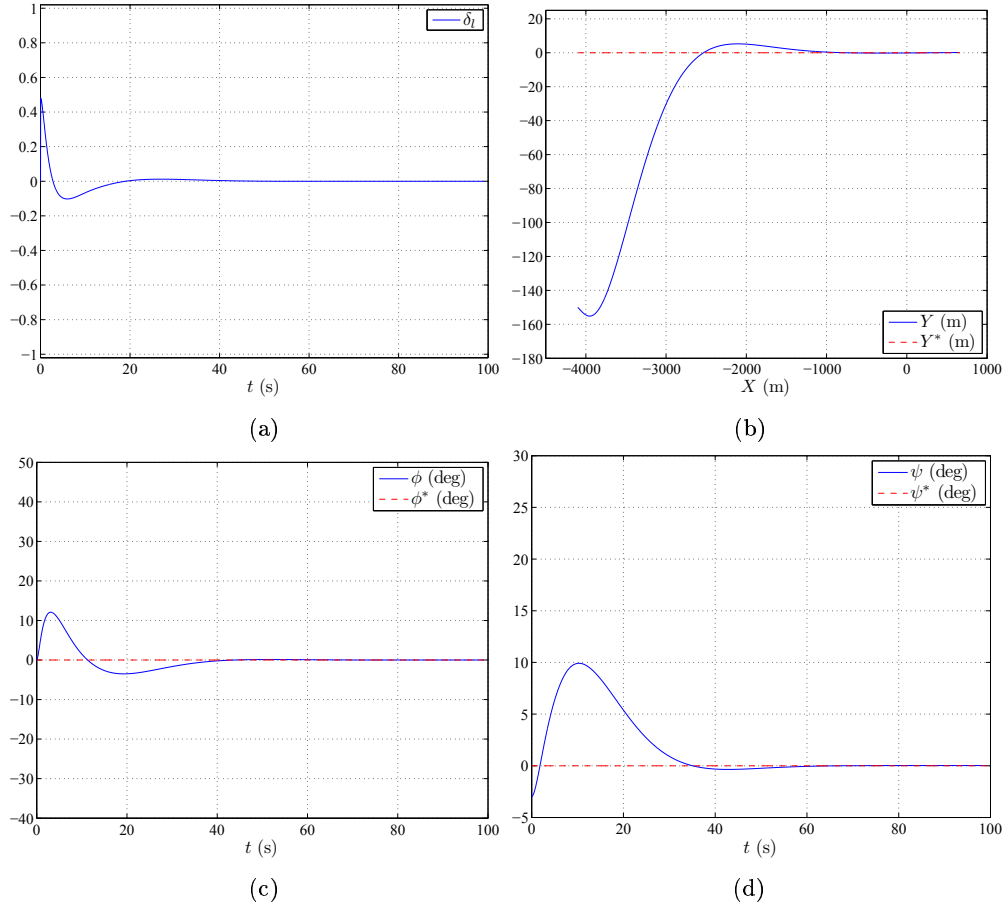 1
0.8
0.6
0.4
0.2
0
−0.2
−0.4
−0.6
−0.8
−1
0 20 40 60 80 100
t (s)
δ_l
(a)
20
0
−20
−40
−60
−80
−100
−120
−140
−160
−180
−4000 −3000 −2000 −1000 0 1000
X (m)
Y (m)
Y* (m)
(b)
50
40
30
20
10
0
−10
−20
−30
−40
0 20 40 60 80 100
t (s)
ϕ (deg)
ϕ* (deg)
(c)
30
25
20
15
10
5
0
−5
0 20 40 60 80 100
t (s)
ψ (deg)
ψ* (deg)
(d)